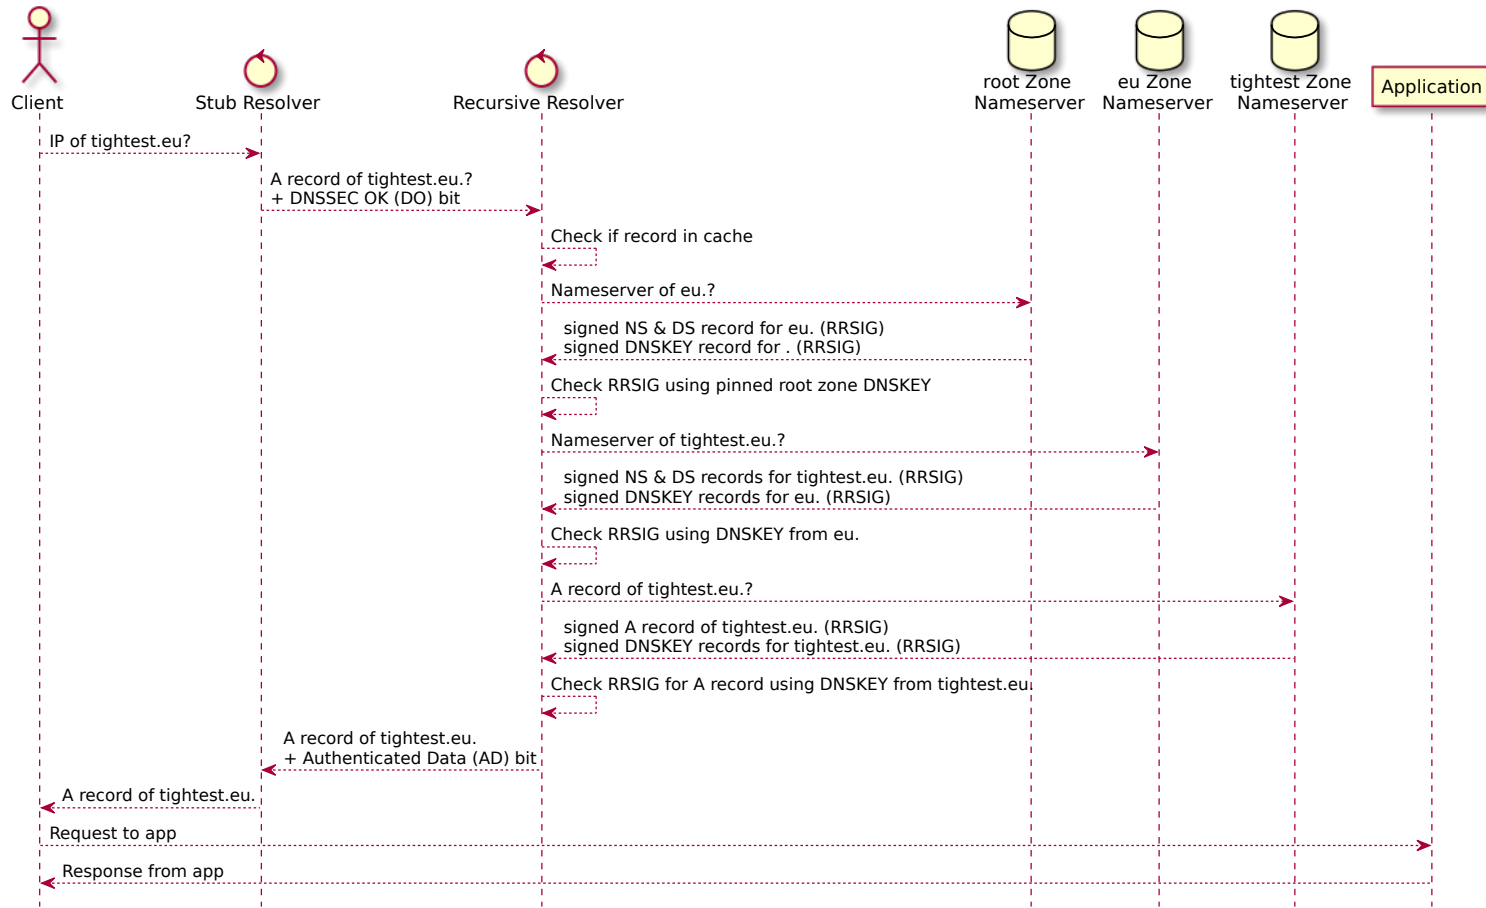 Client
Stub Resolver
Recursive Resolver
root Zone
Nameserver
eu Zone
Nameserver
tightest Zone
Nameserver
Application
IP of tightest.eu?
A record of tightest.eu.?
+ DNSSEC OK (DO) bit
Check if record in cache
Nameserver of eu.?
signed NS & DS record for eu. (RRSIG)
signed DNSKEY record for . (RRSIG)
Check RRSIG using pinned root zone DNSKEY
Nameserver of tightest.eu.?
signed NS & DS records for tightest.eu. (RRSIG)
signed DNSKEY records for eu. (RRSIG)
Check RRSIG using DNSKEY from eu.
A record of tightest.eu.?
signed A record of tightest.eu. (RRSIG)
signed DNSKEY records for tightest.eu. (RRSIG)
Check RRSIG for A record using DNSKEY from tightest.eu.
A record of tightest.eu.
+ Authenticated Data (AD) bit
A record of tightest.eu.
Request to app
Response from app